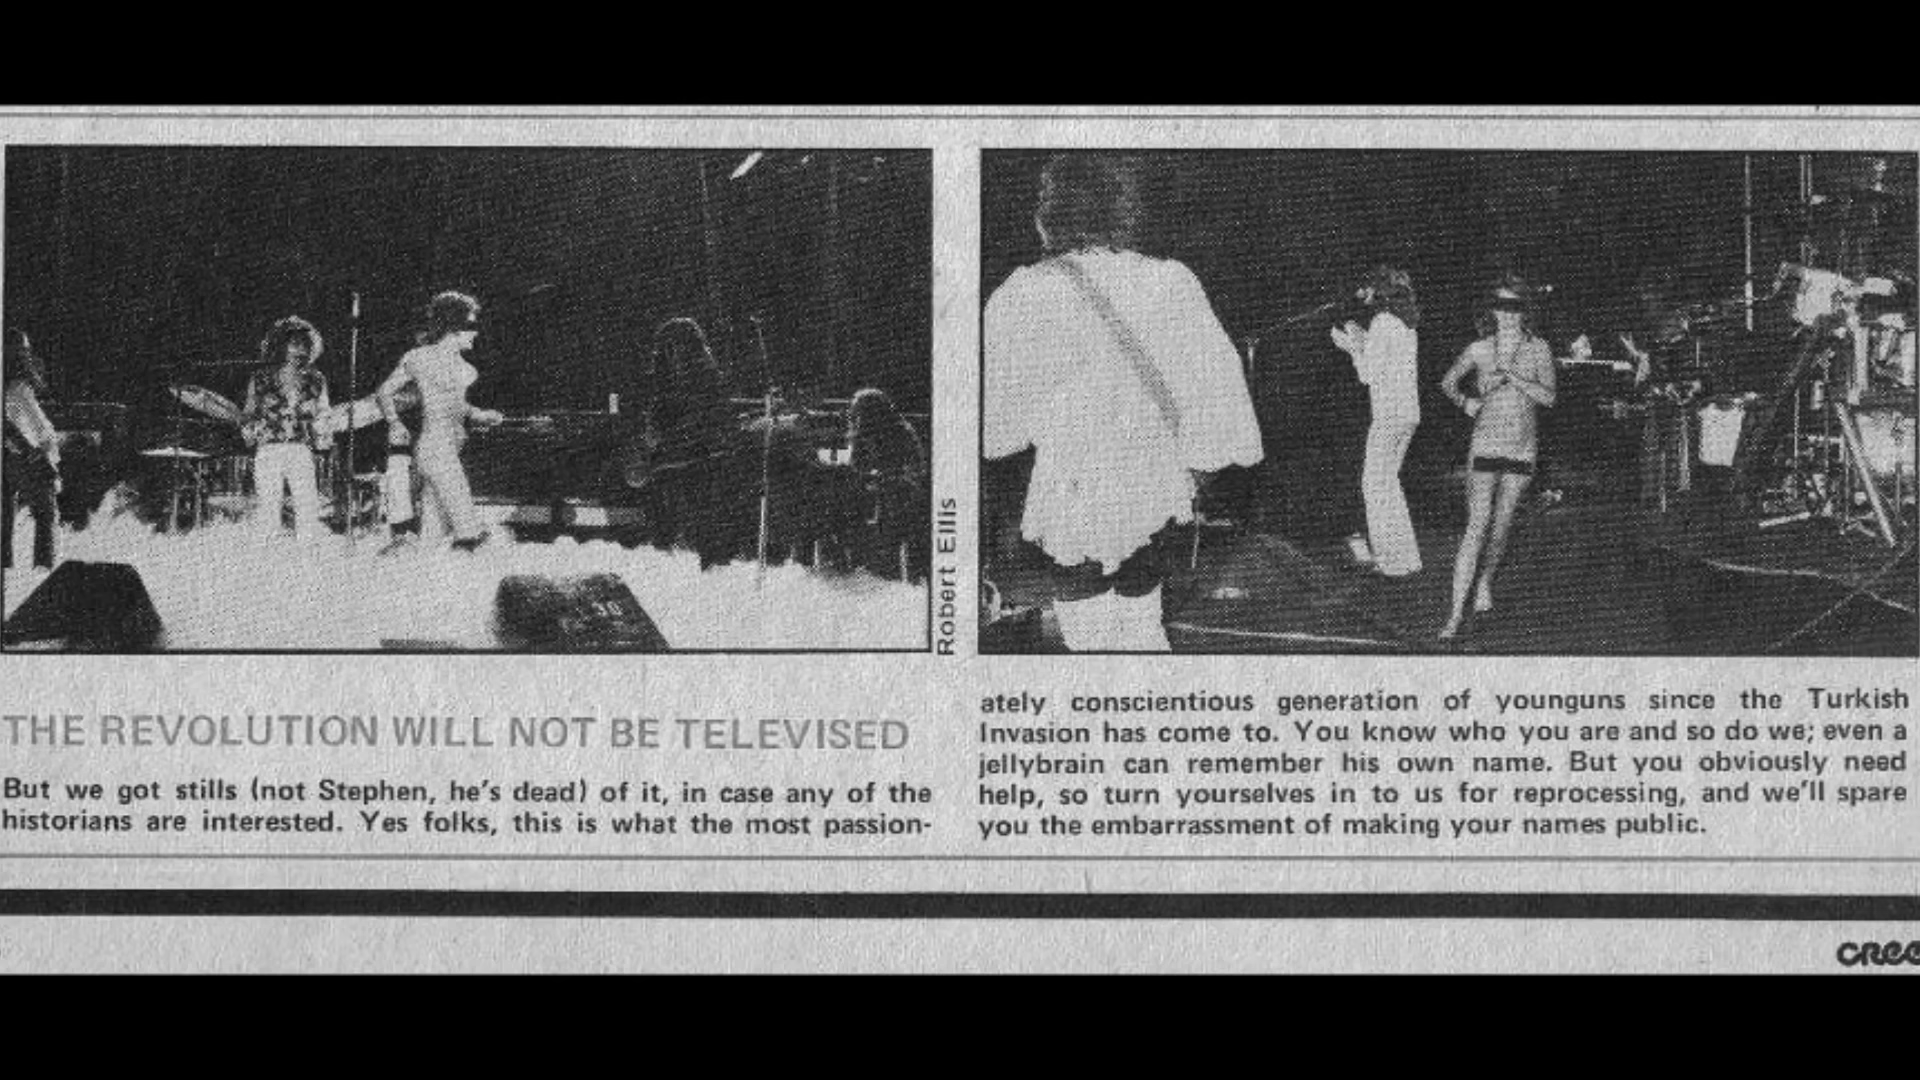 Robert Ellis
THE REVOLUTION WILL NOT BE TELEVISED
But we got stills (not Stephen, he's dead) of it, in case any of the
historians are interested. Yes folks, this is what the most passion-
ately conscientious generation of younguns since the Turkish
Invasion has come to. You know who you are and so do we; even a
jellybrain can remember his own name. But you obviously need
help, so turn yourselves in to us for reprocessing, and we'll spare
you the embarrassment of making your names public.